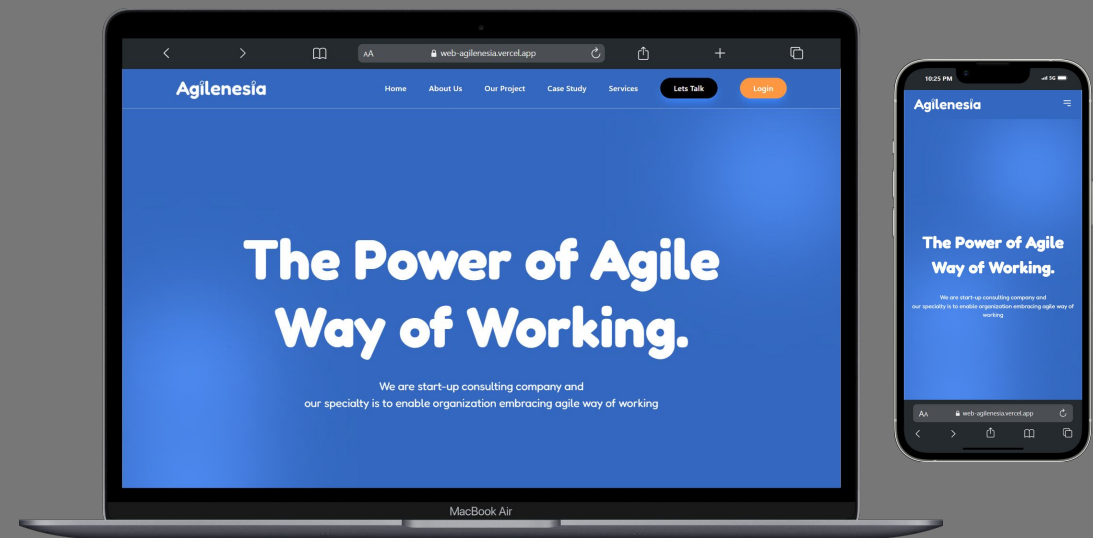 AA web-agilenesia.vercel.app
Agilenesia Home About Us Our Project Case Study Services Lets Talk Login
The Power of Agile
Way of Working.
We are start-up consulting company and
our specialty is to enable organization embracing agile way of working
MacBook Air
10:25 PM 5G
Agilenesia
The Power of Agile
Way of Working.
We are start-up consulting company and
our specialty is to enable organization embracing agile way of
working
AA web-agilenesia.vercel.app